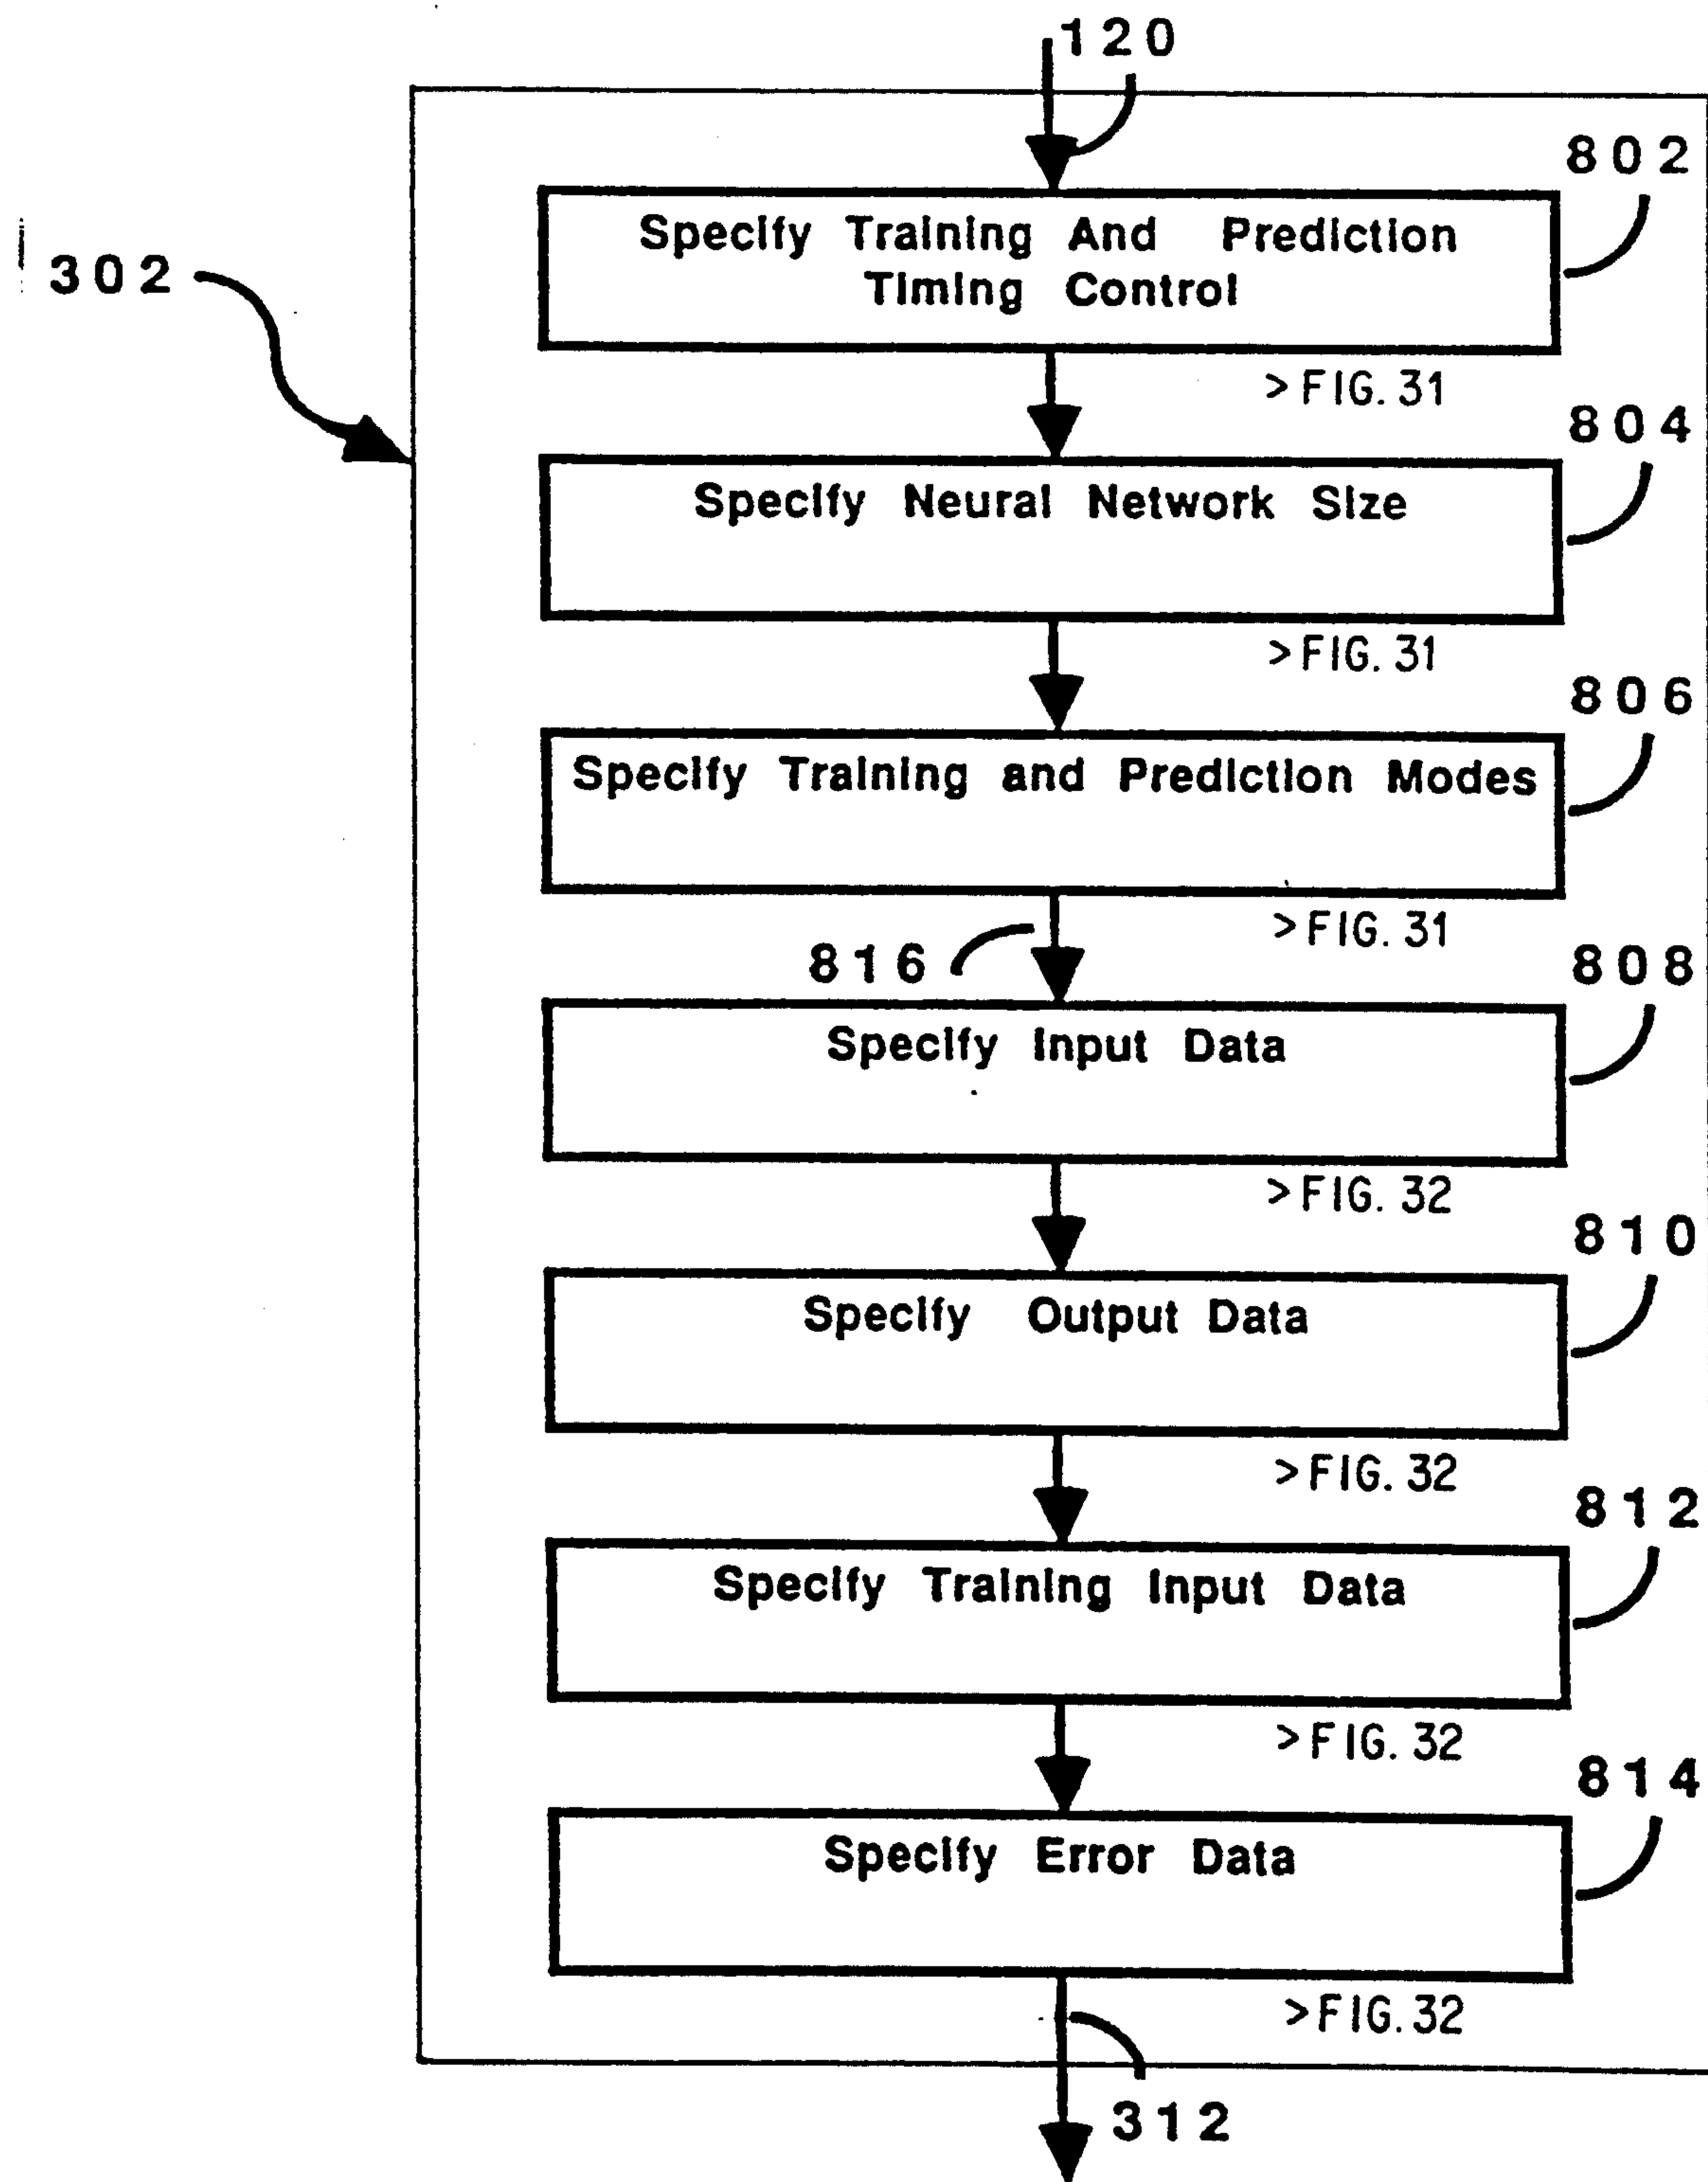 120
802
Specify Training And Prediction
Timing Control
302
>FIG. 31
804
Specify Neural Network Size
>FIG. 31
806
Specify Training and Prediction Modes
>FIG. 31
816
808
Specify Input Data
>FIG. 32
810
Specify Output Data
>FIG. 32
812
Specify Training Input Data
>FIG. 32
814
Specify Error Data
>FIG. 32
312